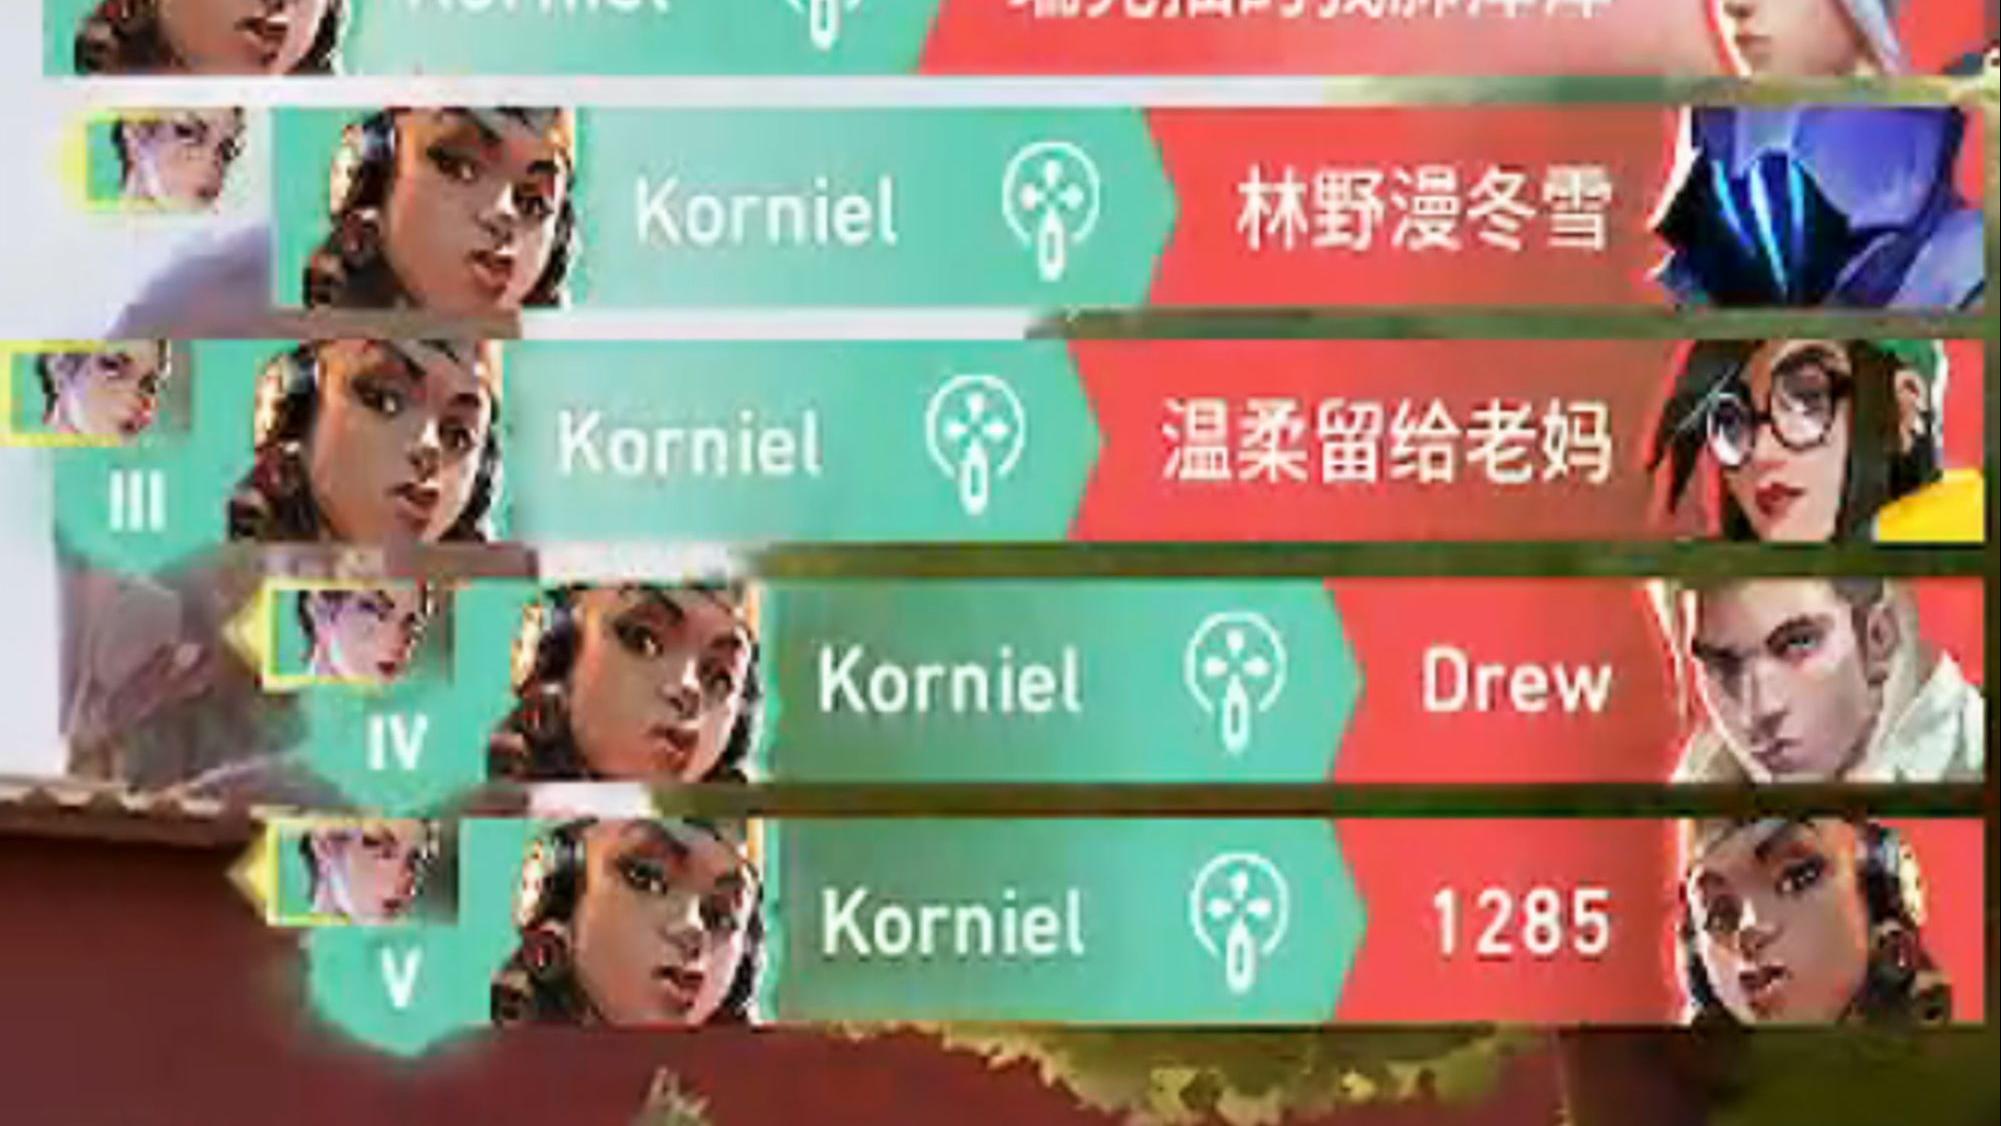 Korniel
Korniel 林野漫冬雪
III Korniel 温柔留给老妈
IV Korniel Drew
V Korniel 1285